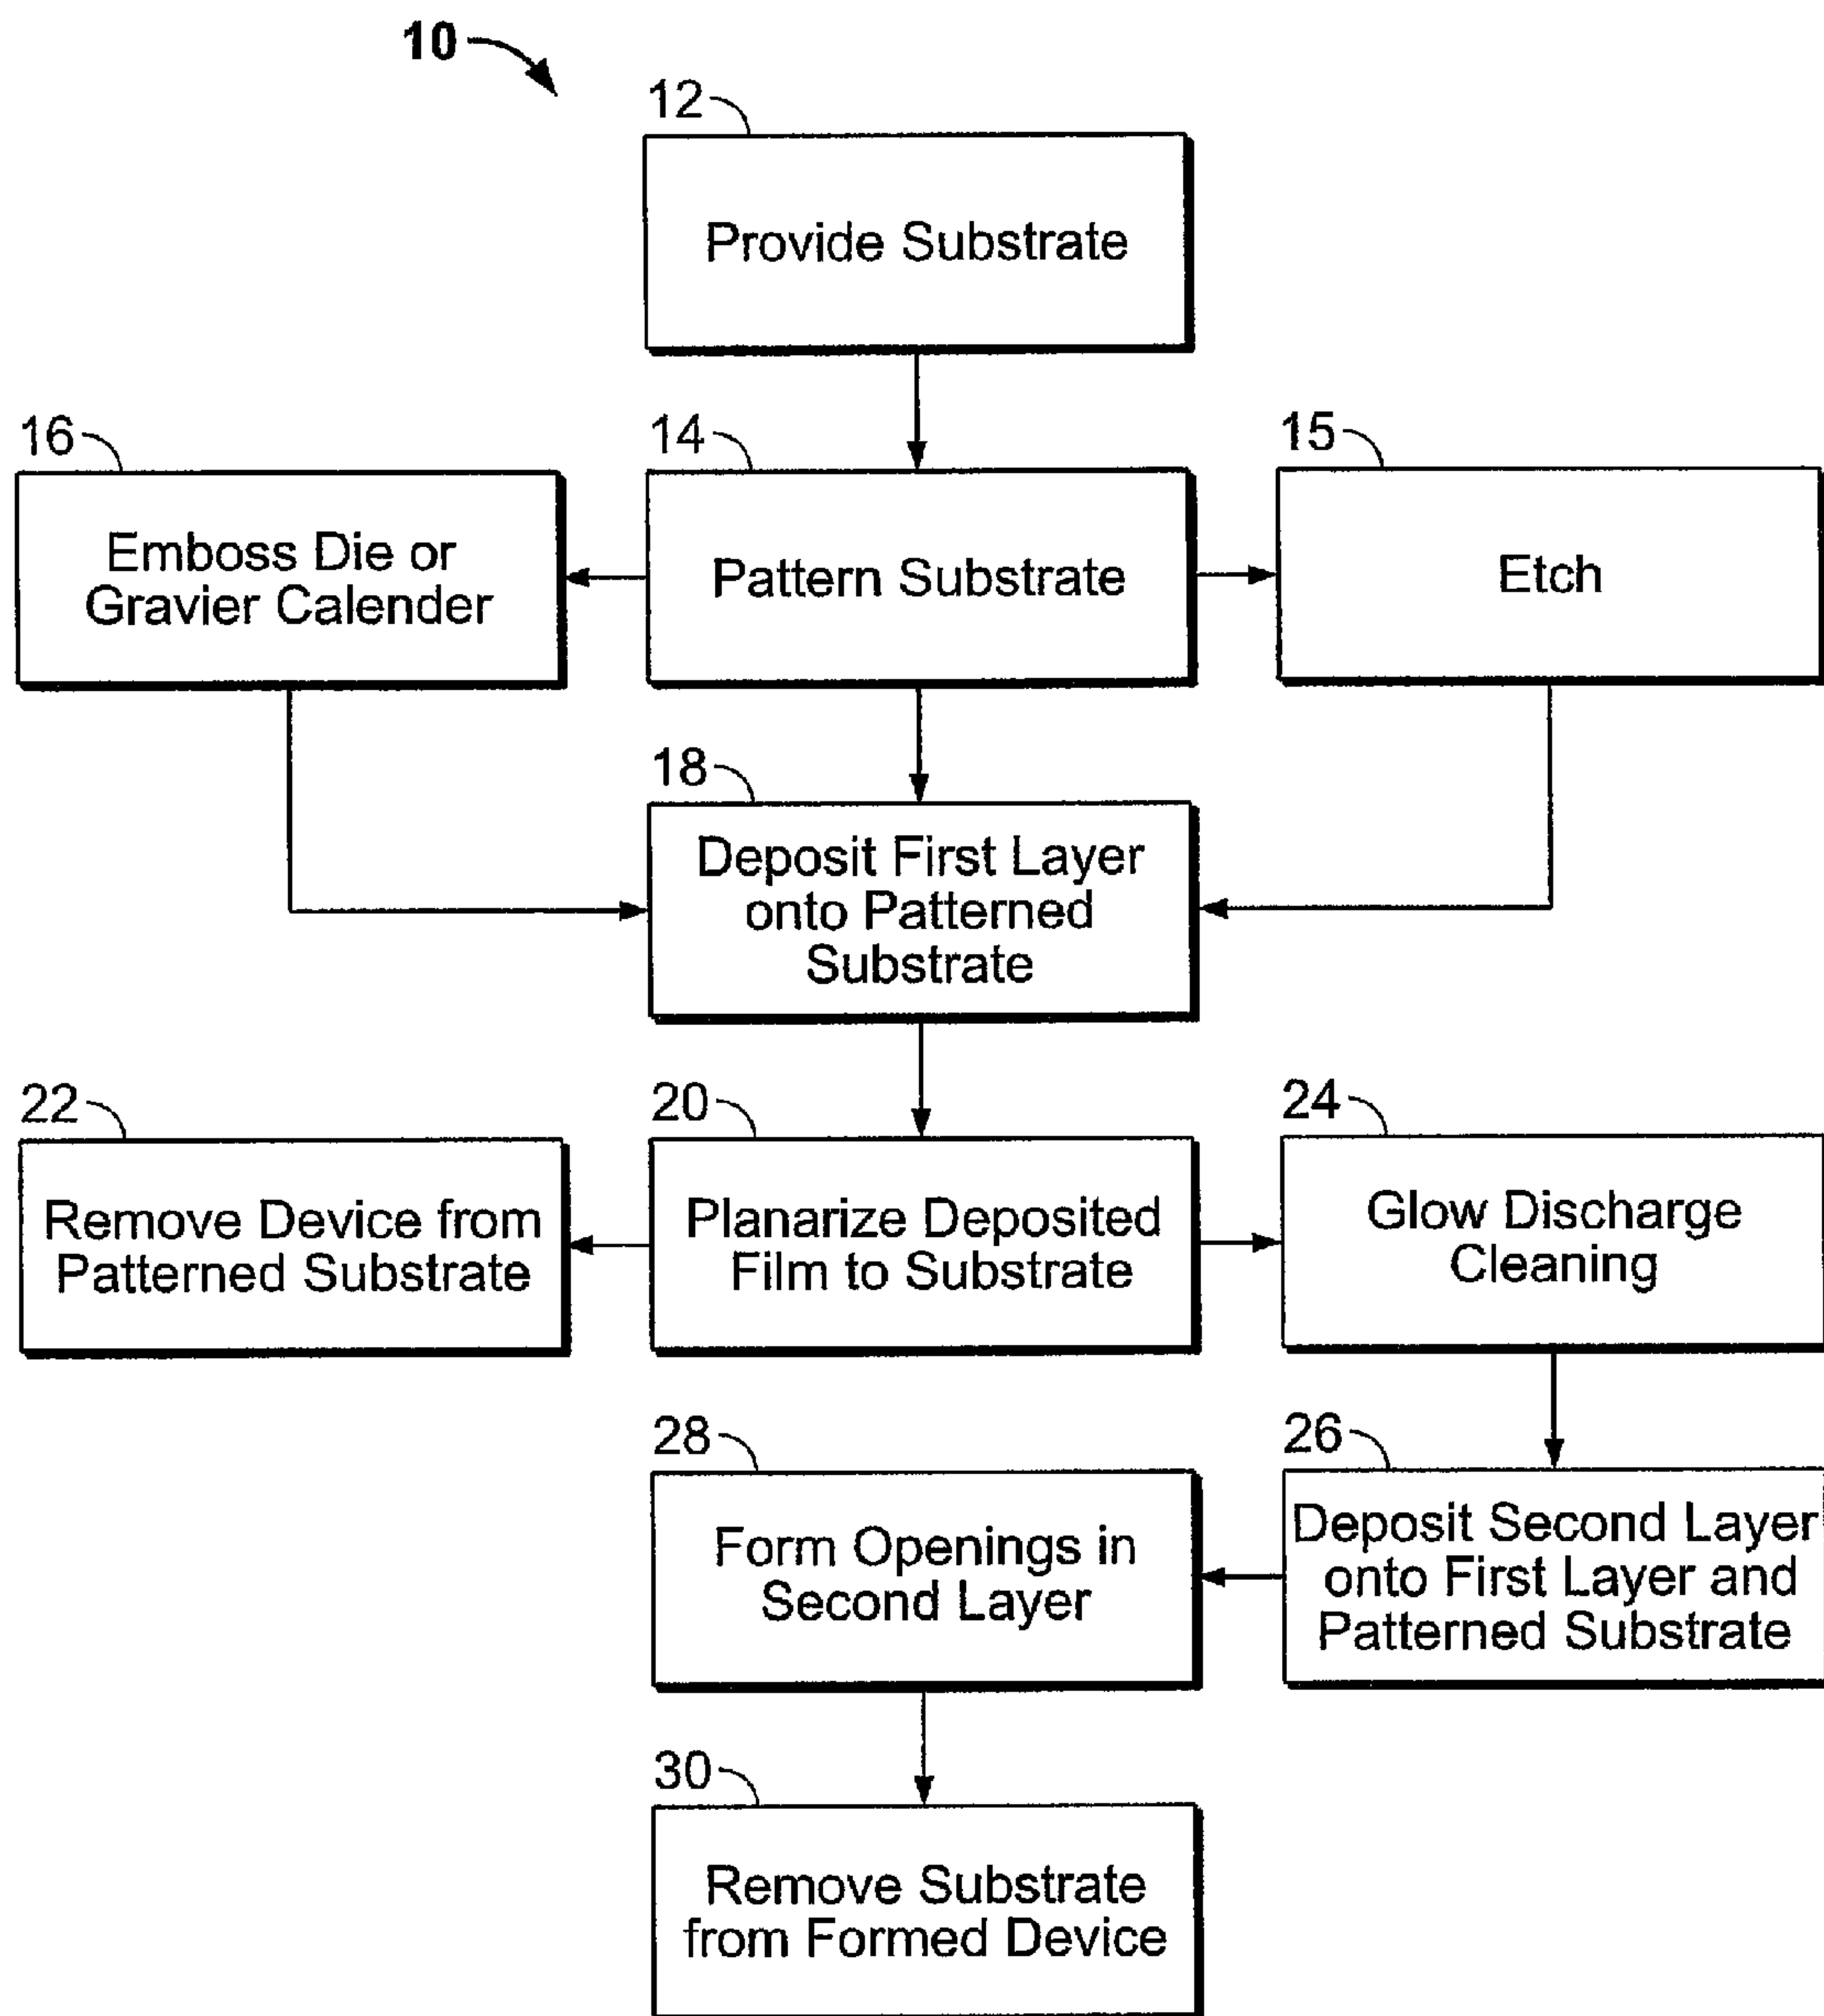 10
12
Provide Substrate
16
14
15
Emboss Die or
Gravier Calender
Pattern Substrate
Etch
18
Deposit First Layer
onto Patterned
Substrate
22
20
24
Remove Device from
Patterned Substrate
Planarize Deposited
Film to Substrate
Glow Discharge
Cleaning
28
26
Form Openings in
Second Layer
Deposit Second Layer
onto First Layer and
Patterned Substrate
30
Remove Substrate
from Formed Device